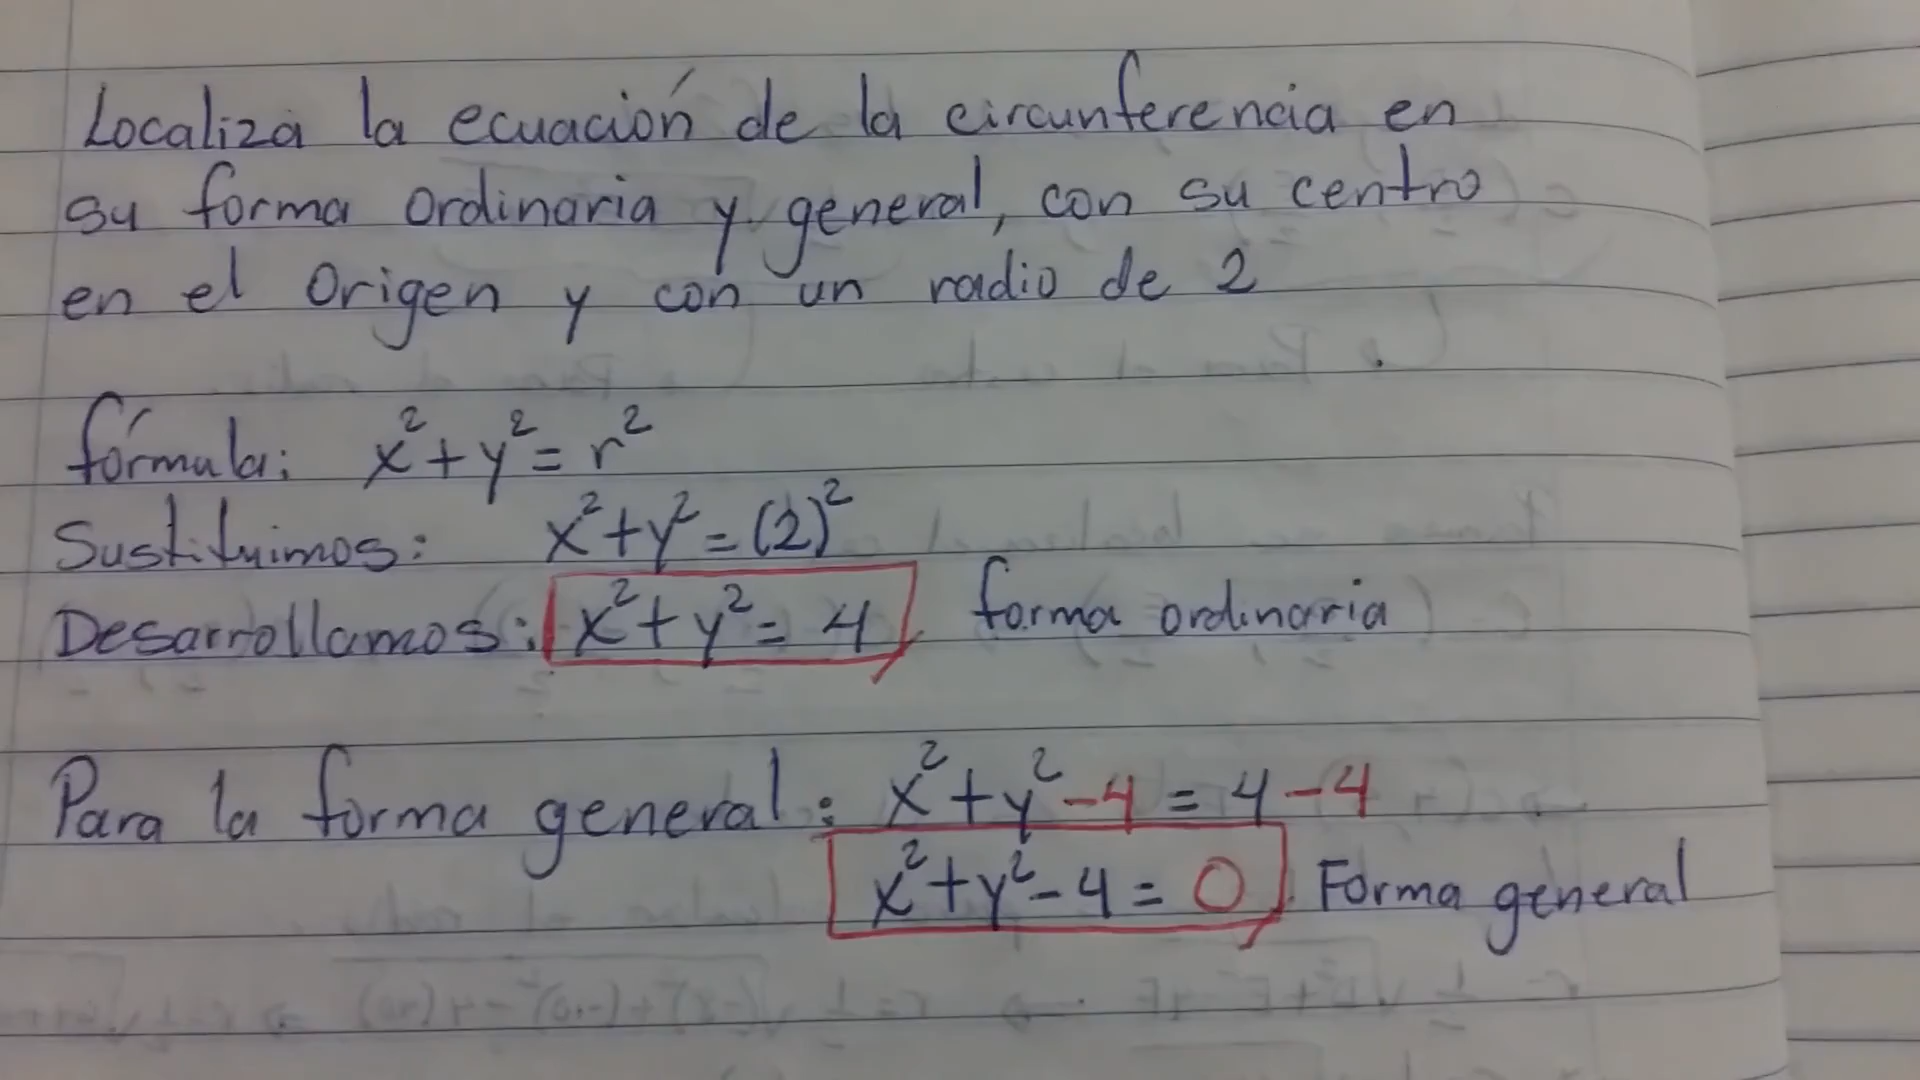 Localiza la ecuación de la circunferencia en
su forma ordinaria y general, con su centro
en el Origen y con un radio de 2
fórmula: x²+y²=r²
Sustituimos: x²+y²=(2)²
Desarrollamos: x²+y²=4 forma ordinaria
Para la forma general: x²+y²-4=4-4
x²+y²-4=0 Forma general